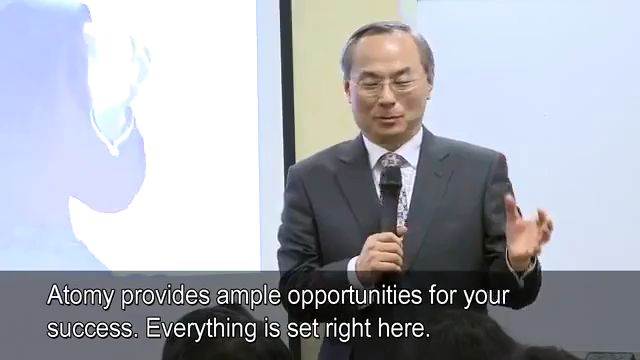 Atomy provides ample opportunities for your
success. Everything is set right here.